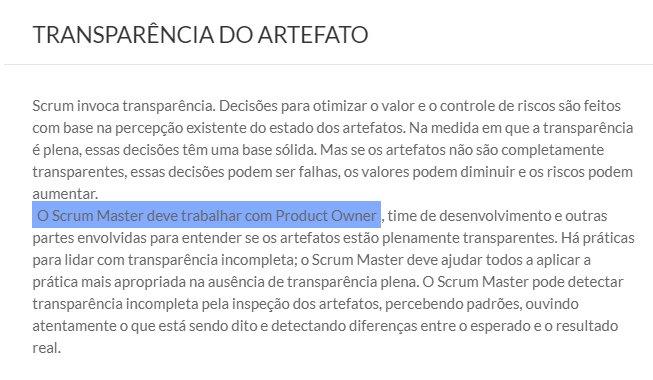 TRANSPARÊNCIA DO ARTEFATO
Scrum invoca transparência. Decisões para otimizar o valor e o controle de riscos são feitos
com base na percepção existente do estado dos artefatos. Na medida em que a transparência
é plena, essas decisões têm uma base sólida. Mas se os artefatos não são completamente
transparentes, essas decisões podem ser falhas, os valores podem diminuir e os riscos podem
aumentar.
O Scrum Master deve trabalhar com Product Owner , time de desenvolvimento e outras
partes envolvidas para entender se os artefatos estão plenamente transparentes. Há práticas
para lidar com transparência incompleta; o Scrum Master deve ajudar todos a aplicar a
prática mais apropriada na ausência de transparência plena. O Scrum Master pode detectar
transparência incompleta pela inspeção dos artefatos, percebendo padrões, ouvindo
atentamente o que está sendo dito e detectando diferenças entre o esperado e o resultado
real.